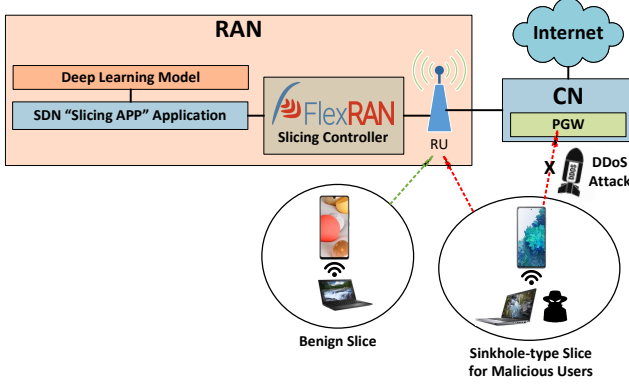 RAN
Internet
Deep Learning Model
SDN “Slicing APP” Application
FlexRAN
Slicing Controller
RU
CN
PGW
X
DDOS
DDoS
Attack
Benign Slice
Sinkhole-type Slice
for Malicious Users